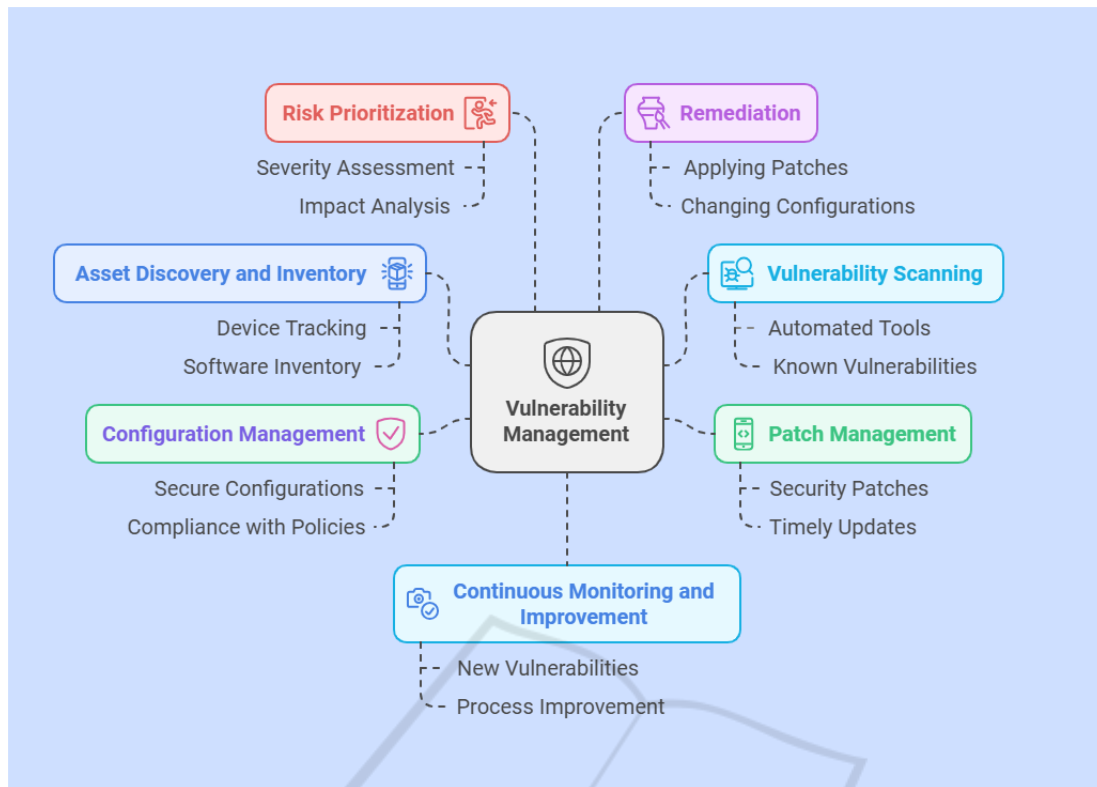 Risk Prioritization
Severity Assessment
Impact Analysis
Remediation
Applying Patches
Changing Configurations
Asset Discovery and Inventory
Device Tracking
Software Inventory
Vulnerability Scanning
Automated Tools
Known Vulnerabilities
Vulnerability
Management
Configuration Management
Secure Configurations
Compliance with Policies
Patch Management
Security Patches
Timely Updates
Continuous Monitoring and
Improvement
New Vulnerabilities
Process Improvement